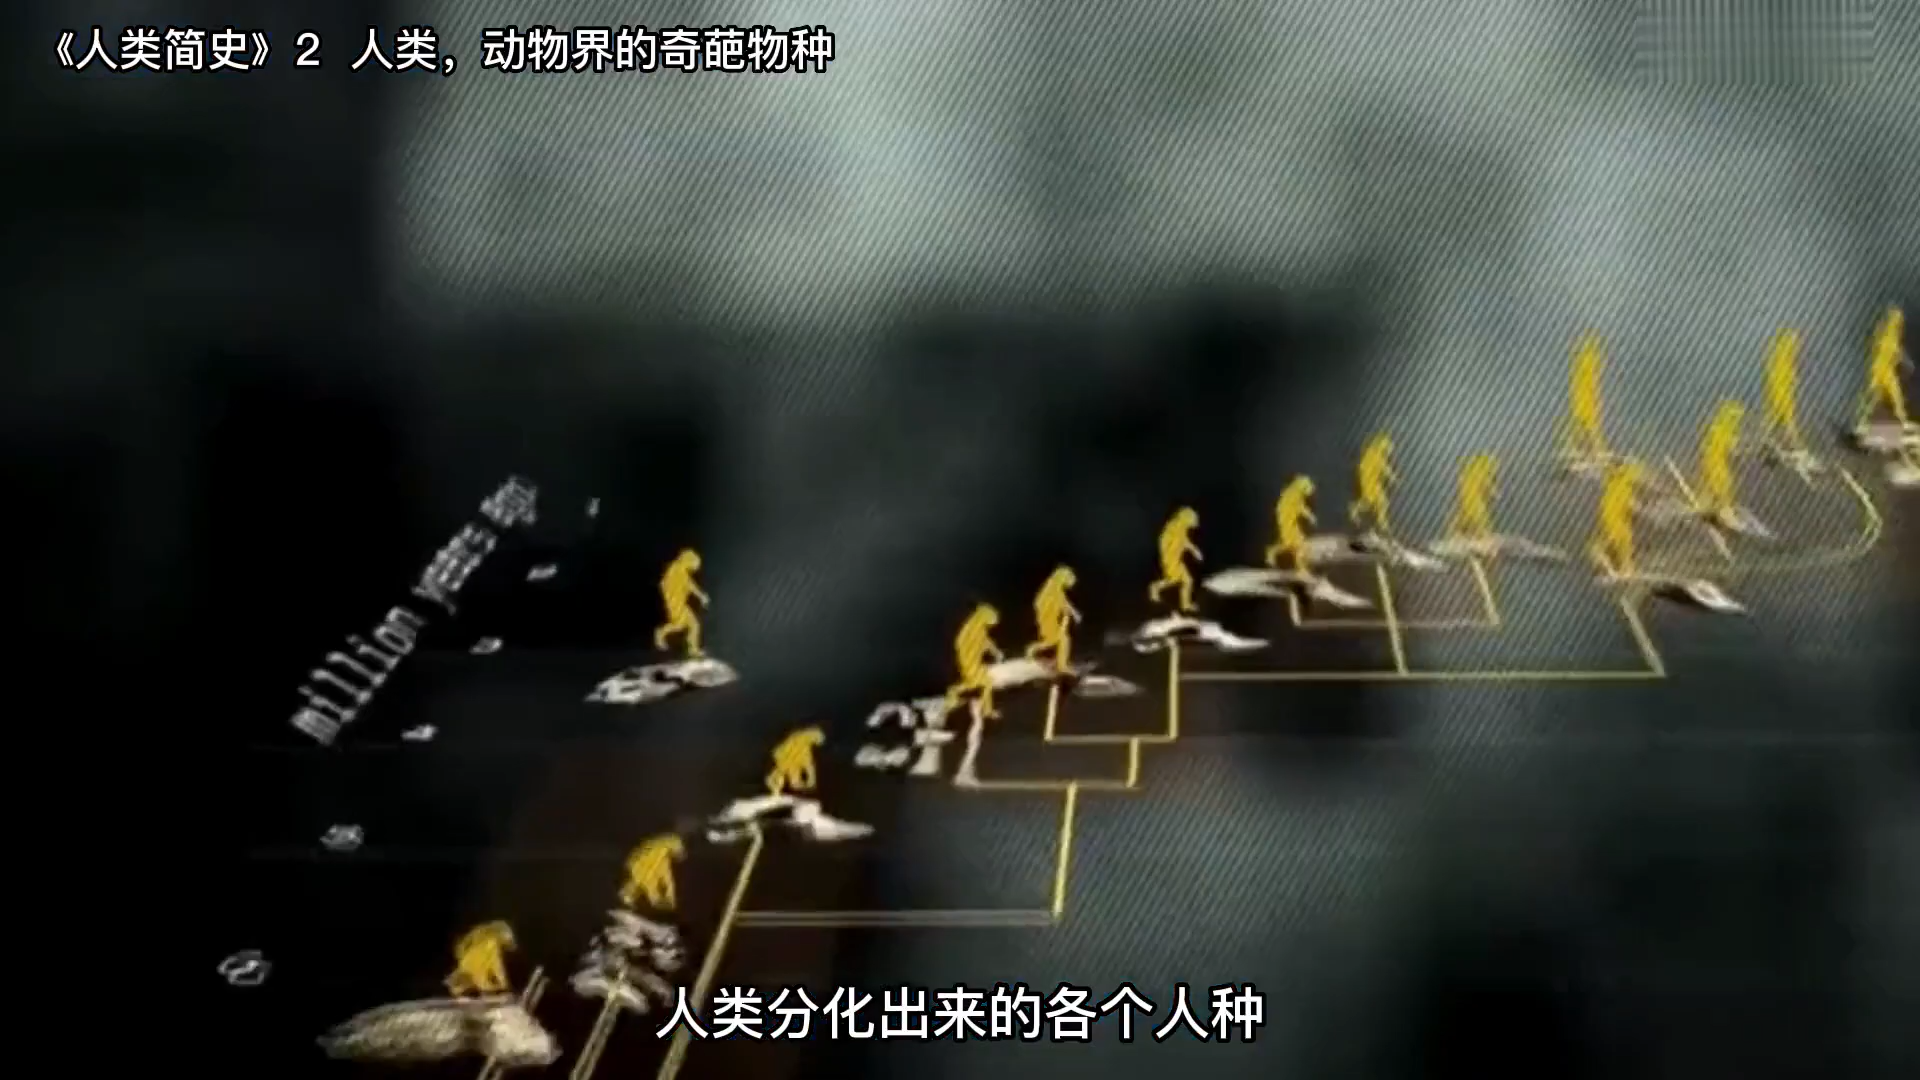 《人类简史》2 人类，动物界的奇葩物种
million years ago
人类分化出来的各个人种